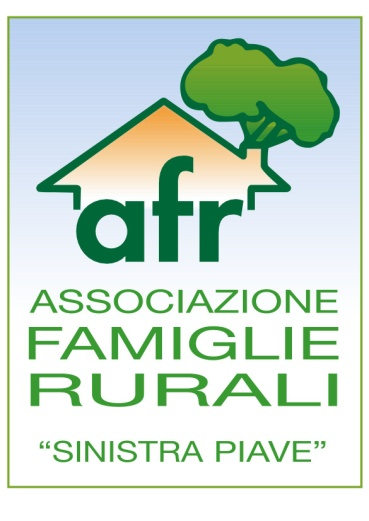 afr
ASSOCIAZIONE
FAMIGLIE
RURALI
“SINISTRA PIAVE”